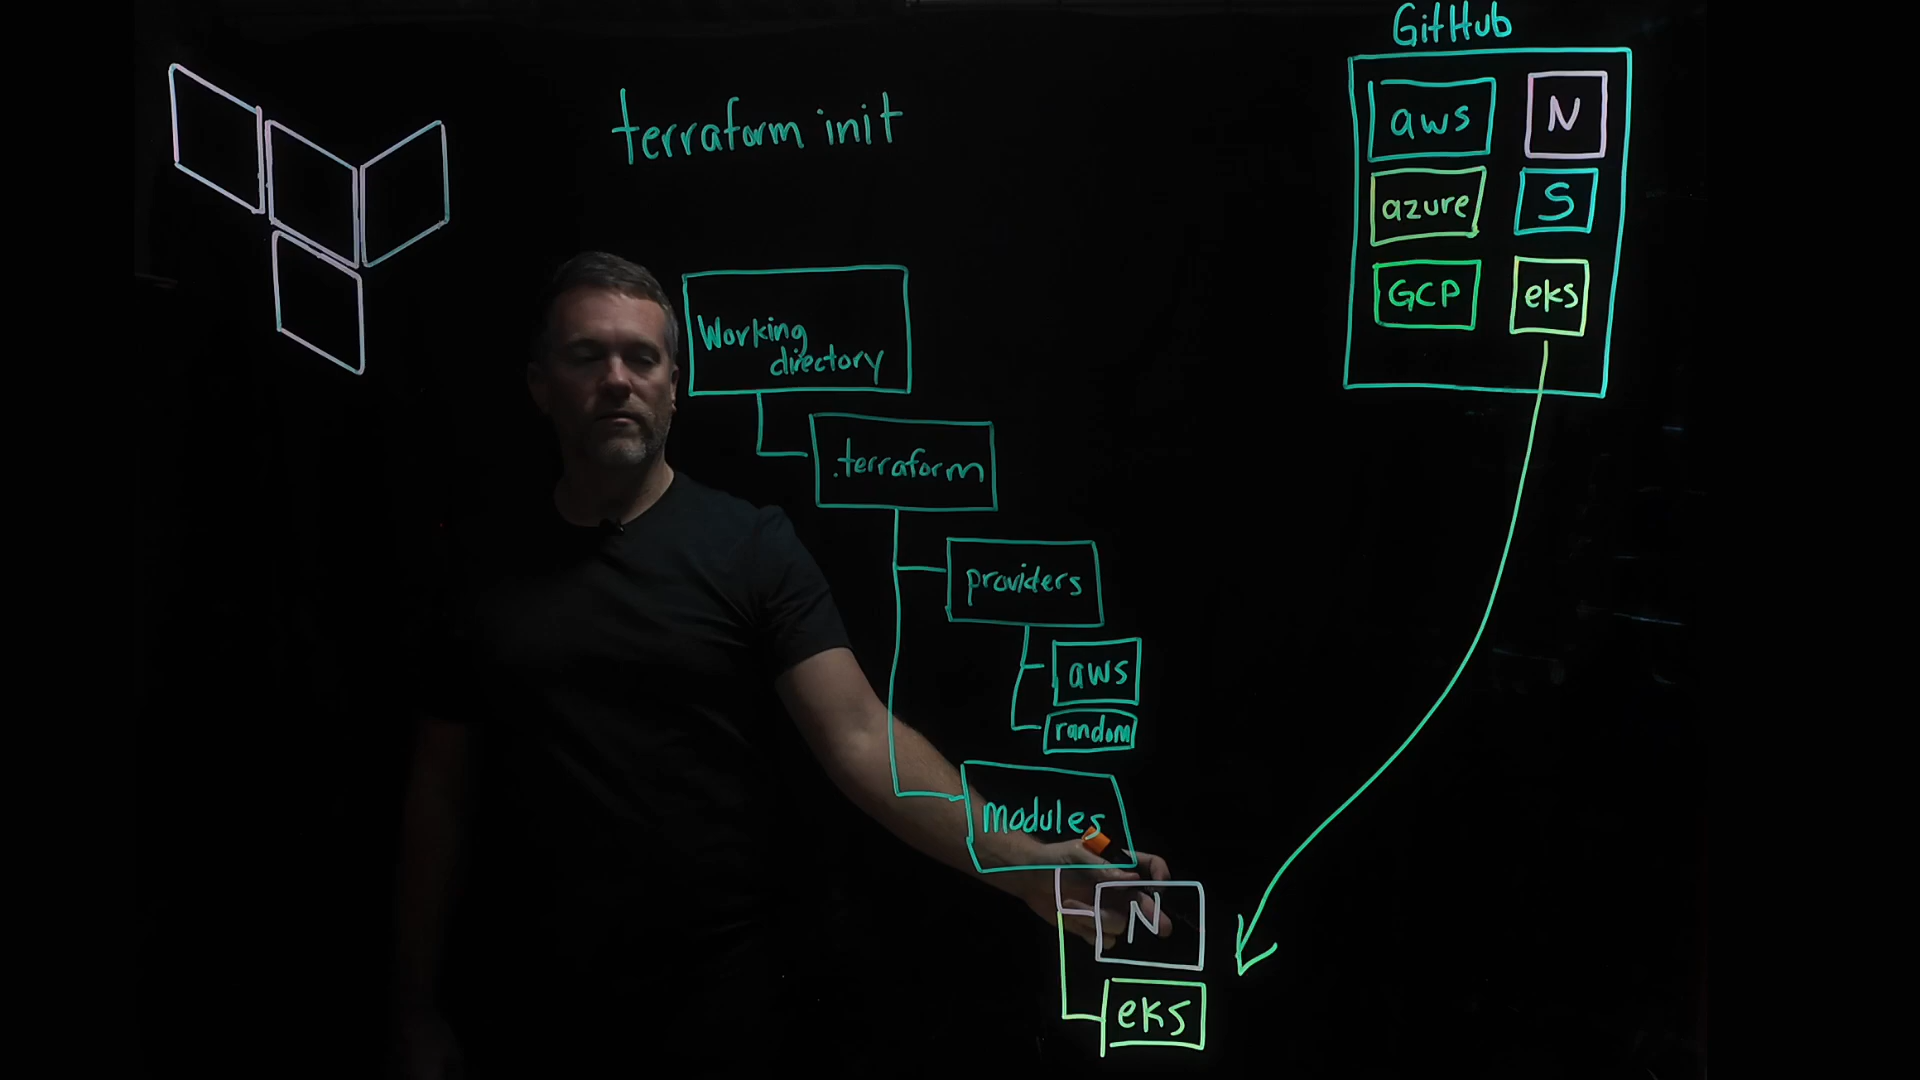 GitHub
terraform init
aws
N
azure
S
GCP
eks
Working
directory
.terraform
providers
aws
random
modules
N
eks